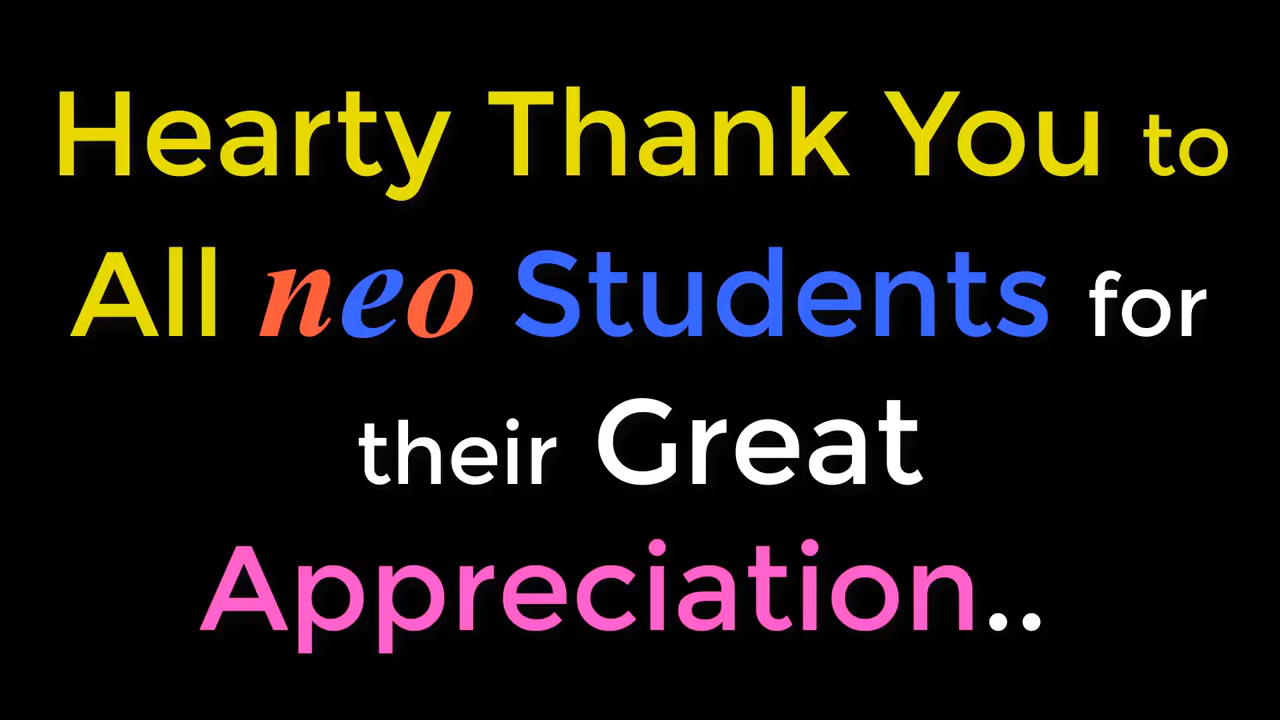 Hearty Thank You to
All neo Students for
their Great
Appreciation..